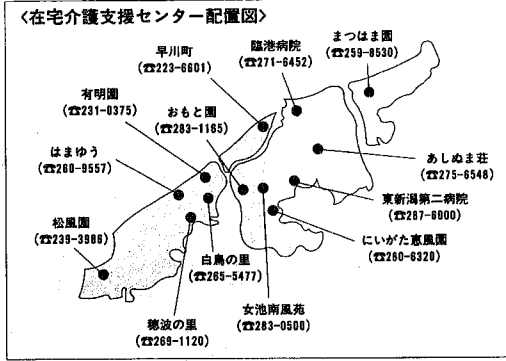 <在宅介護支援センター配置図>
まつはま園
(☎259-8530)
臨港病院
(☎271-6452)
早川町
(☎223-6601)
有明園
(☎231-0375)
おもと園
(☎283-1165)
はまゆう
(☎260-9557)
あしぬま荘
(☎275-6548)
東新潟第二病院
(☎287-6000)
松風園
(☎239-3986)
にいがた恵風園
(☎260-6320)
白鳥の里
(☎265-5477)
女池南風苑
(☎283-0500)
穂波の里
(☎269-1120)